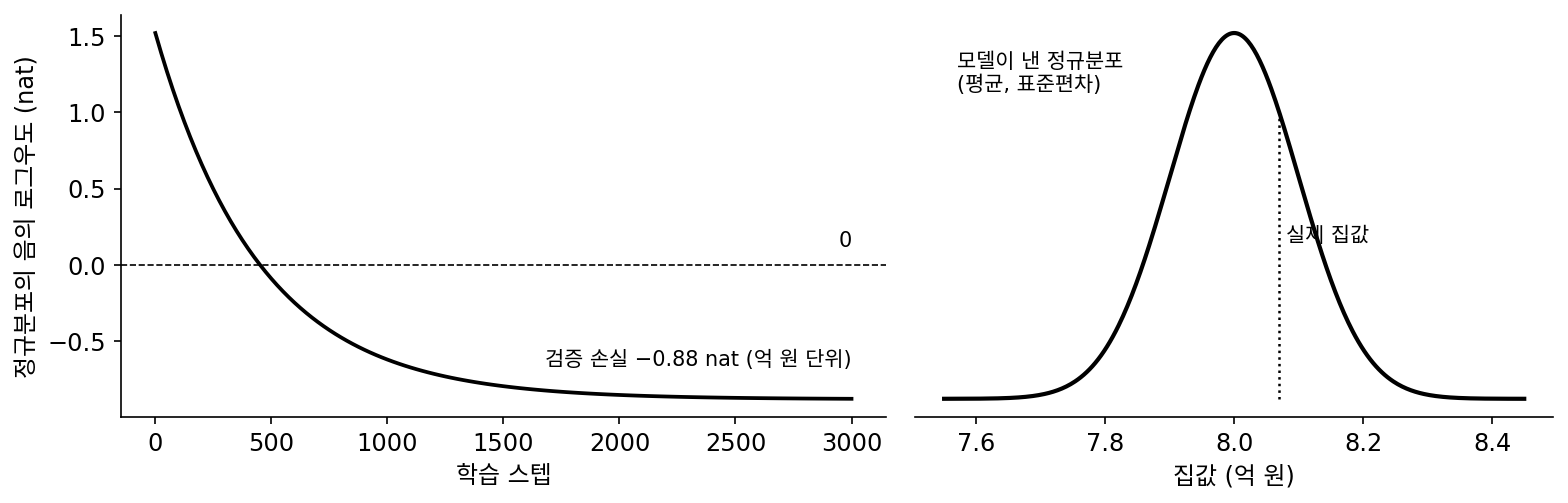 정규분포의 음의 로그우도 (nat)
1.5
1.0
0.5
0.0
−0.5
0
검증 손실 −0.88 nat (억 원 단위)
0 500 1000 1500 2000 2500 3000
학습 스텝
모델이 낸 정규분포
(평균, 표준편차)
실제 집값
7.6 7.8 8.0 8.2 8.4
집값 (억 원)